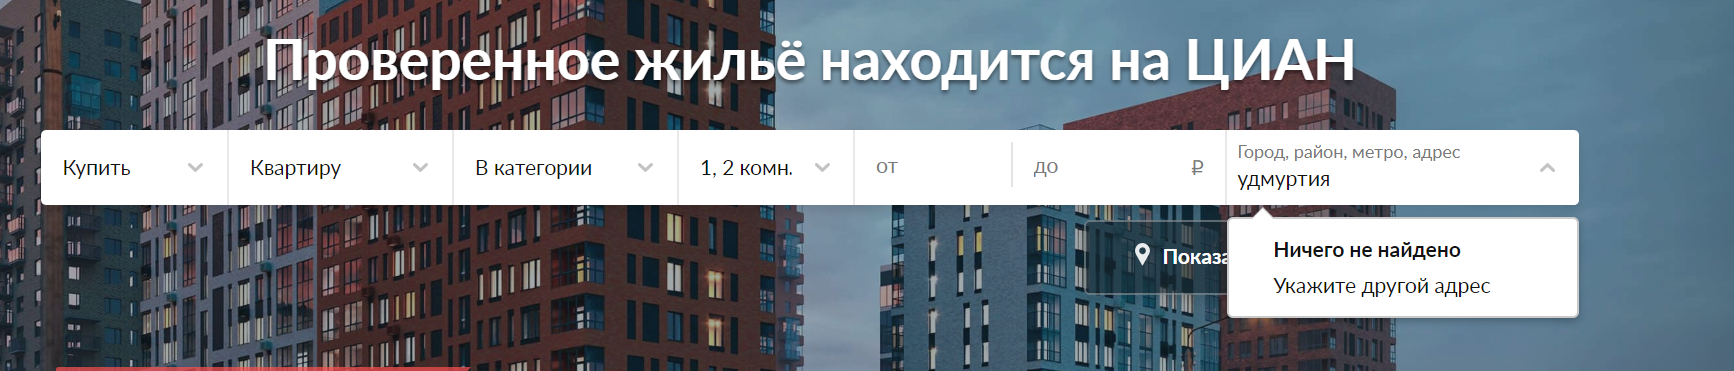 Проверенное жильё находится на ЦИАН
Купить
Квартиру
В категории
1, 2 комн.
от
до
₽
Город, район, метро, адрес
удмуртия
Показа
Ничего не найдено
Укажите другой адрес